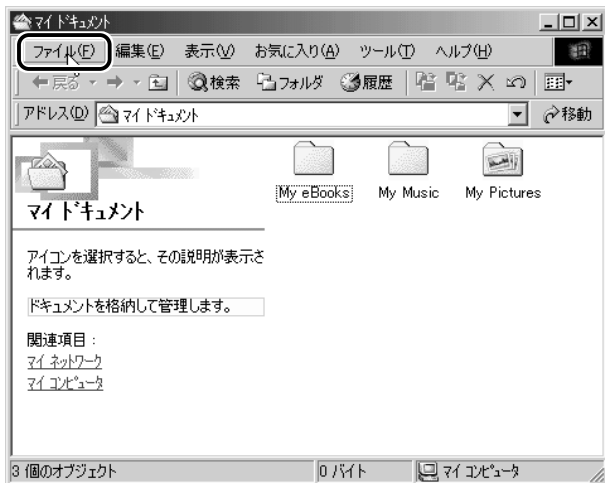 マイ ドキュメント
ファイル(F) 編集(E) 表示(V) お気に入り(A) ツール(T) ヘルプ(H)
戻る 検索 フォルダ 履歴
アドレス(D) マイ ドキュメント 移動
My eBooks My Music My Pictures
マイ ドキュメント
アイコンを選択すると、その説明が表示さ
れます。
ドキュメントを格納して管理します。
関連項目：
マイ ネットワーク
マイ コンピュータ
3 個のオブジェクト 0 バイト マイ コンピュータ